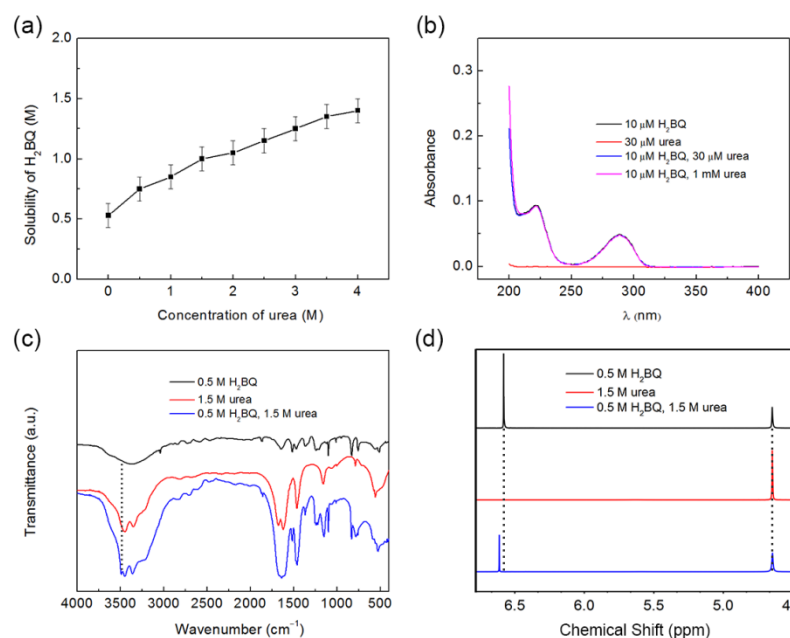 (a)
2.0
1.5
1.0
0.5
0.0
0 1 2 3 4
Solubility of H₂BQ (M)
Concentration of urea (M)
(b)
0.3
0.2
0.1
0.0
200 250 300 350 400
Absorbance
λ (nm)
10 μM H₂BQ
30 μM urea
10 μM H₂BQ, 30 μM urea
10 μM H₂BQ, 1 mM urea
(c)
0.5 M H₂BQ
1.5 M urea
0.5 M H₂BQ, 1.5 M urea
Transmittance (a.u.)
4000 3500 3000 2500 2000 1500 1000 500
Wavenumber (cm⁻¹)
(d)
0.5 M H₂BQ
1.5 M urea
0.5 M H₂BQ, 1.5 M urea
6.5 6.0 5.5 5.0
Chemical Shift (ppm)